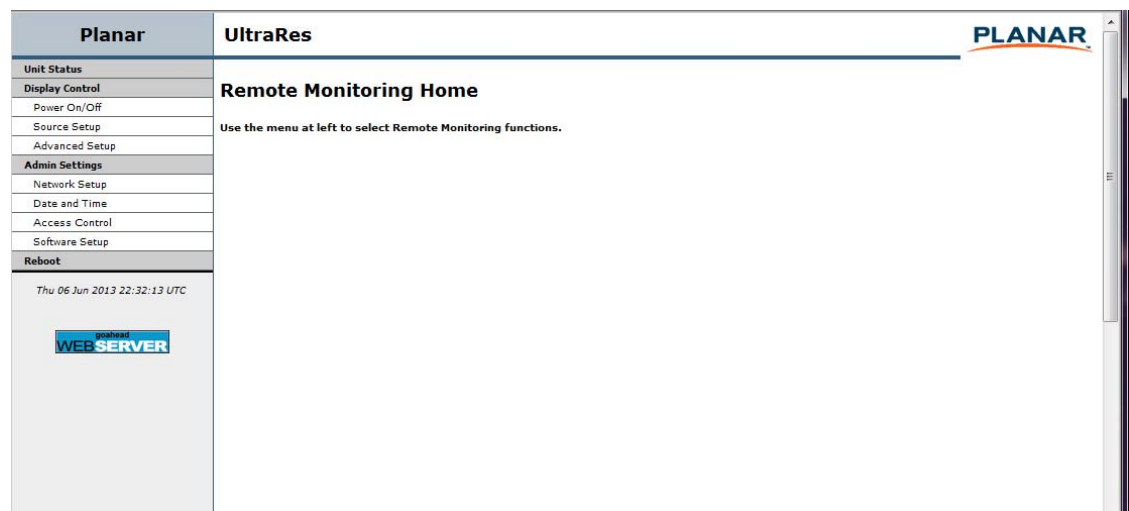 Planar
UltraRes
PLANAR
Unit Status
Display Control
Power On/Off
Source Setup
Advanced Setup
Admin Settings
Network Setup
Date and Time
Access Control
Software Setup
Reboot
Thu 06 Jun 2013 22:32:13 UTC
goahead
WEBSERVER
Remote Monitoring Home
Use the menu at left to select Remote Monitoring functions.